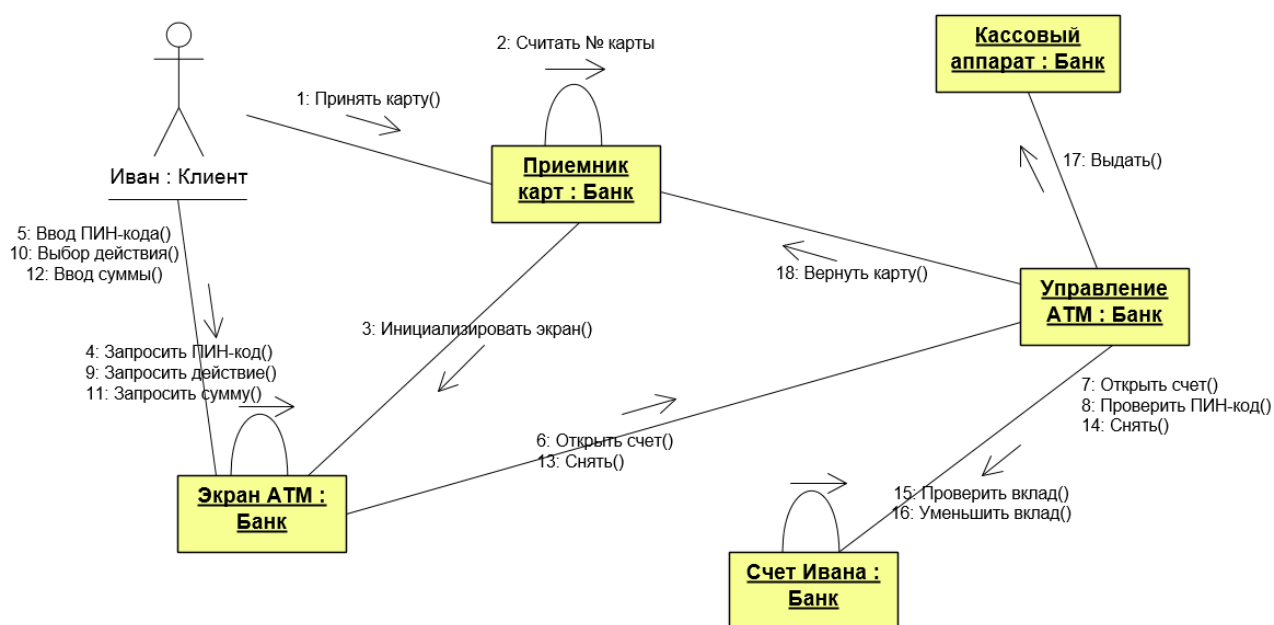 2: Считать № карты
Кассовый
аппарат : Банк
1: Принять карту()
Приемник
карт : Банк
17: Выдать()
Иван : Клиент
5: Ввод ПИН-кода()
10: Выбор действия()
12: Ввод суммы()
18: Вернуть карту()
Управление
АТМ : Банк
3: Инициализировать экран()
4: Запросить ПИН-код()
9: Запросить действие()
11: Запросить сумму()
7: Открыть счет()
8: Проверить ПИН-код()
14: Снять()
6: Открыть счет()
13: Снять()
Экран АТМ :
Банк
15: Проверить вклад()
16: Уменьшить вклад()
Счет Ивана :
Банк